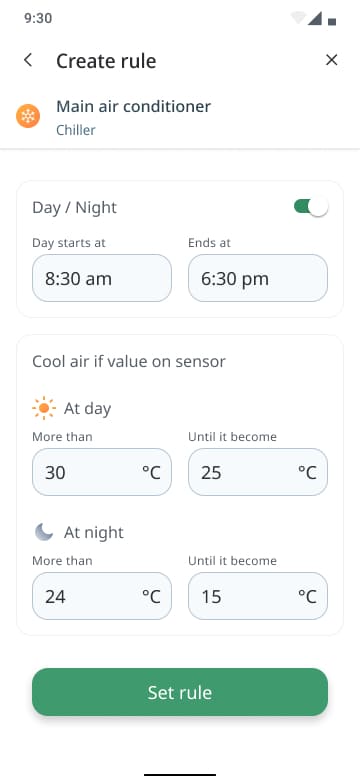 9:30
Create rule
Main air conditioner
Chiller
Day / Night
Day starts at Ends at
8:30 am 6:30 pm
Cool air if value on sensor
At day
More than Until it become
30 °C 25 °C
At night
More than Until it become
24 °C 15 °C
Set rule